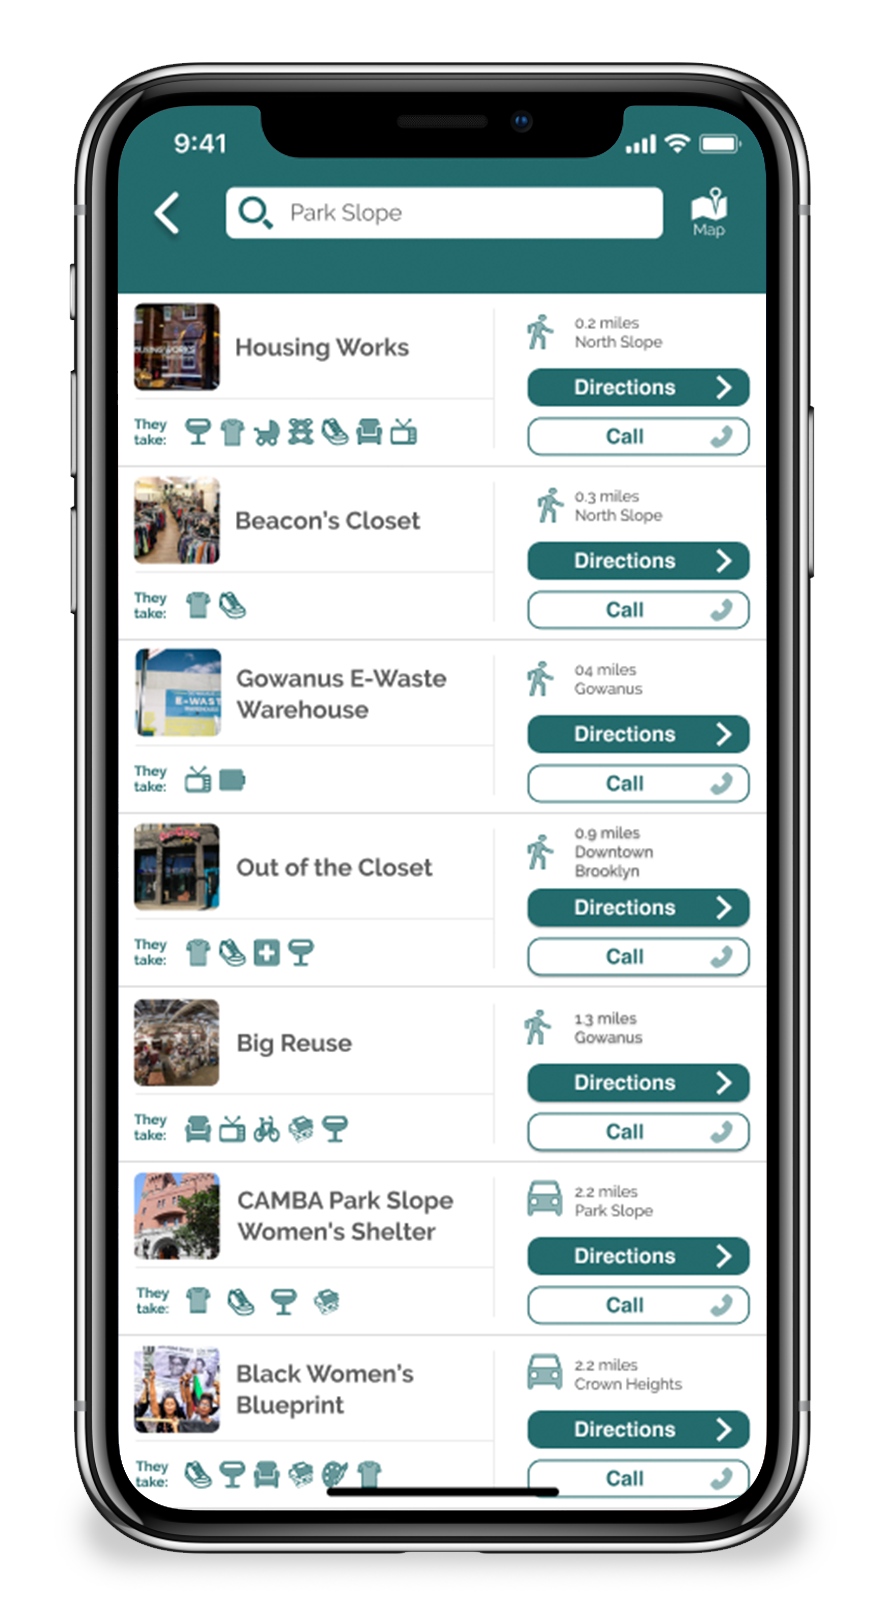 9:41
Park Slope
Map
Housing Works
0.2 miles
North Slope
Directions
They
take:
Call
Beacon's Closet
0.3 miles
North Slope
Directions
They
take:
Call
E-WAST
Gowanus E-Waste
Warehouse
04 miles
Gowanus
Directions
They
take:
Call
Out of the Closet
0.9 miles
Downtown
Brooklyn
Directions
They
take:
Call
Big Reuse
1.3 miles
Gowanus
Directions
They
take:
Call
CAMBA Park Slope
Women's Shelter
2.2 miles
Park Slope
Directions
They
take:
Call
Black Women's
Blueprint
2.2 miles
Crown Heights
Directions
They
take:
Call